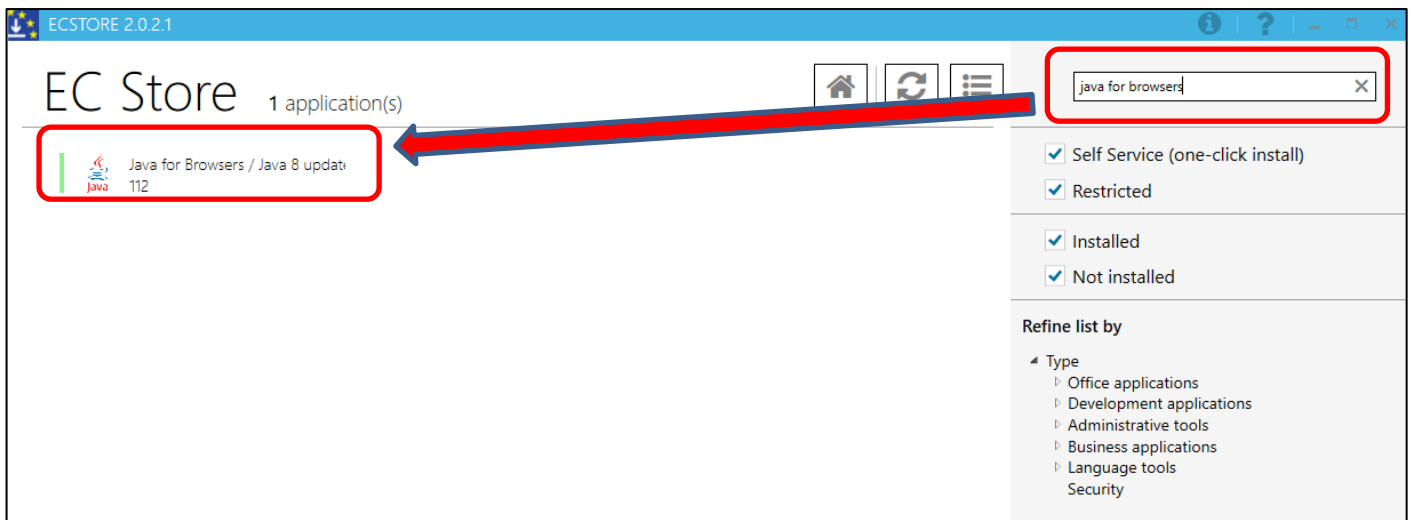 ECSTORE 2.0.2.1
?
EC Store 1 application(s)
java for browsers
Java for Browsers / Java 8 update
112
Java
Self Service (one-click install)
Restricted
Installed
Not installed
Refine list by
Type
Office applications
Development applications
Administrative tools
Business applications
Language tools
Security